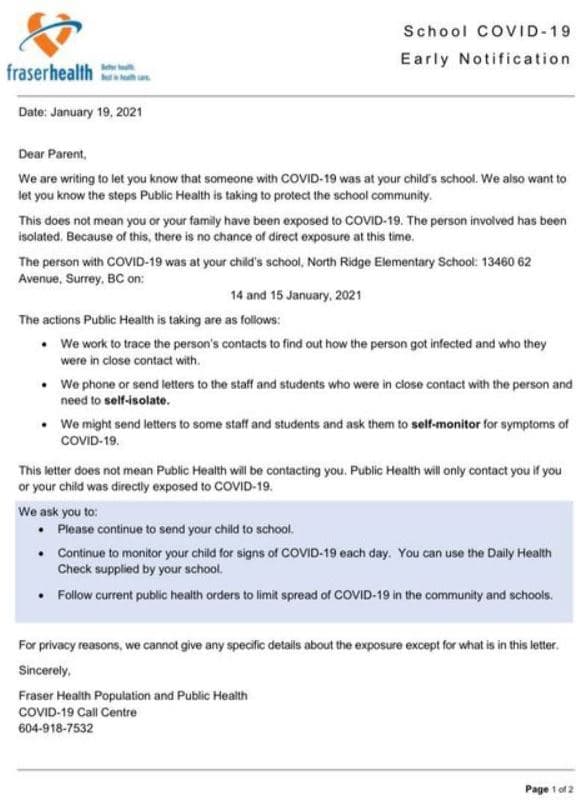 School COVID-19
Early Notification
fraserhealth
Better health.
Best in health care.
Date: January 19, 2021
Dear Parent,
We are writing to let you know that someone with COVID-19 was at your child's school. We also want to
let you know the steps Public Health is taking to protect the school community.
This does not mean you or your family have been exposed to COVID-19. The person involved has been
isolated. Because of this, there is no chance of direct exposure at this time.
The person with COVID-19 was at your child's school, North Ridge Elementary School: 13460 62
Avenue, Surrey, BC on:
14 and 15 January, 2021
The actions Public Health is taking are as follows:
• We work to trace the person's contacts to find out how the person got infected and who they
were in close contact with.
• We phone or send letters to the staff and students who were in close contact with the person and
need to self-isolate.
• We might send letters to some staff and students and ask them to self-monitor for symptoms of
COVID-19.
This letter does not mean Public Health will be contacting you. Public Health will only contact you if you
or your child was directly exposed to COVID-19.
We ask you to:
• Please continue to send your child to school.
• Continue to monitor your child for signs of COVID-19 each day. You can use the Daily Health
Check supplied by your school.
• Follow current public health orders to limit spread of COVID-19 in the community and schools.
For privacy reasons, we cannot give any specific details about the exposure except for what is in this letter.
Sincerely,
Fraser Health Population and Public Health
COVID-19 Call Centre
604-918-7532
Page 1 of 2